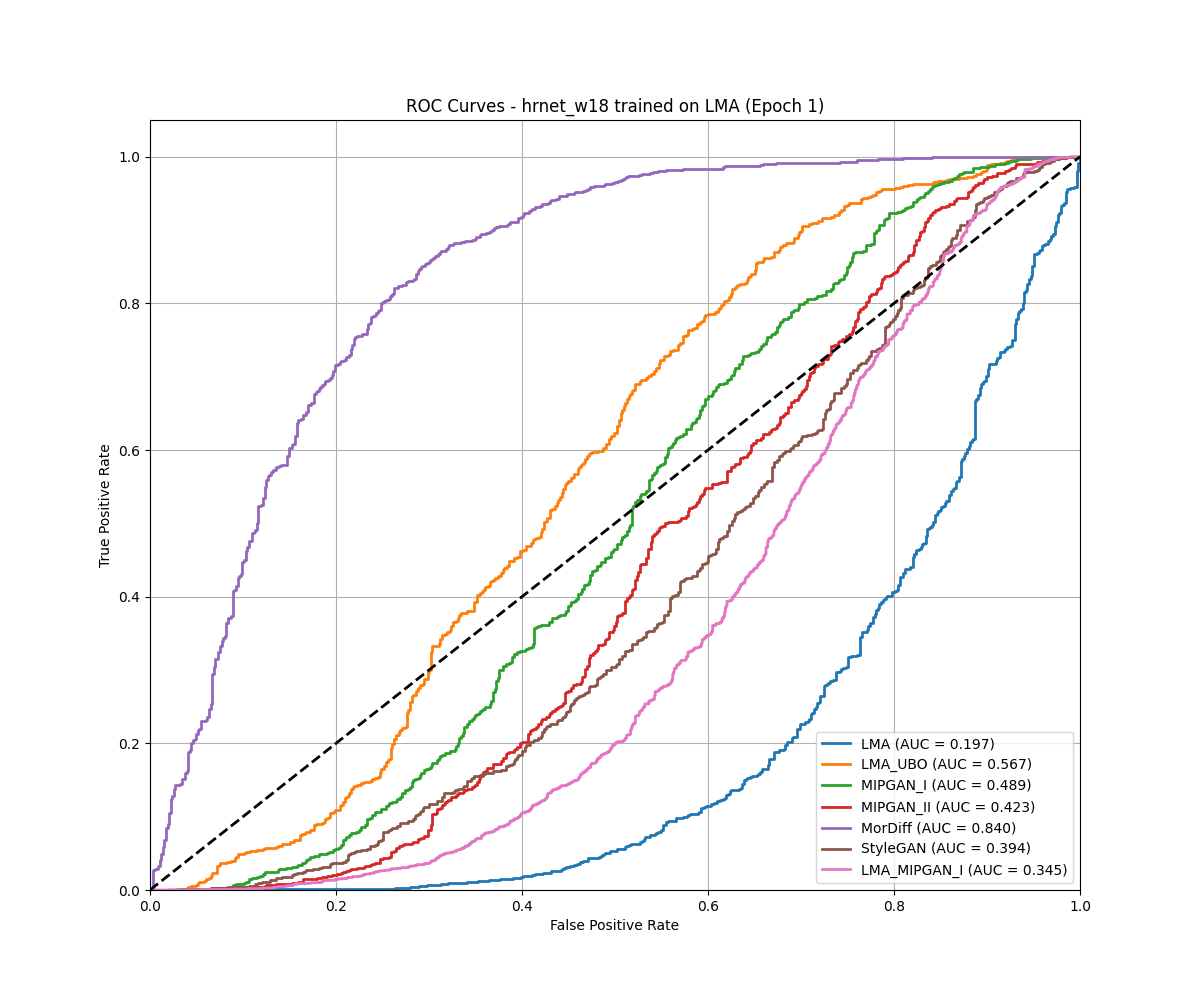 ROC Curves - hrnet_w18 trained on LMA (Epoch 1)
1.0
0.8
0.6
0.4
0.2
0.0
True Positive Rate
0.0 0.2 0.4 0.6 0.8 1.0
False Positive Rate
LMA (AUC = 0.197)
LMA_UBO (AUC = 0.567)
MIPGAN_I (AUC = 0.489)
MIPGAN_II (AUC = 0.423)
MorDiff (AUC = 0.840)
StyleGAN (AUC = 0.394)
LMA_MIPGAN_I (AUC = 0.345)